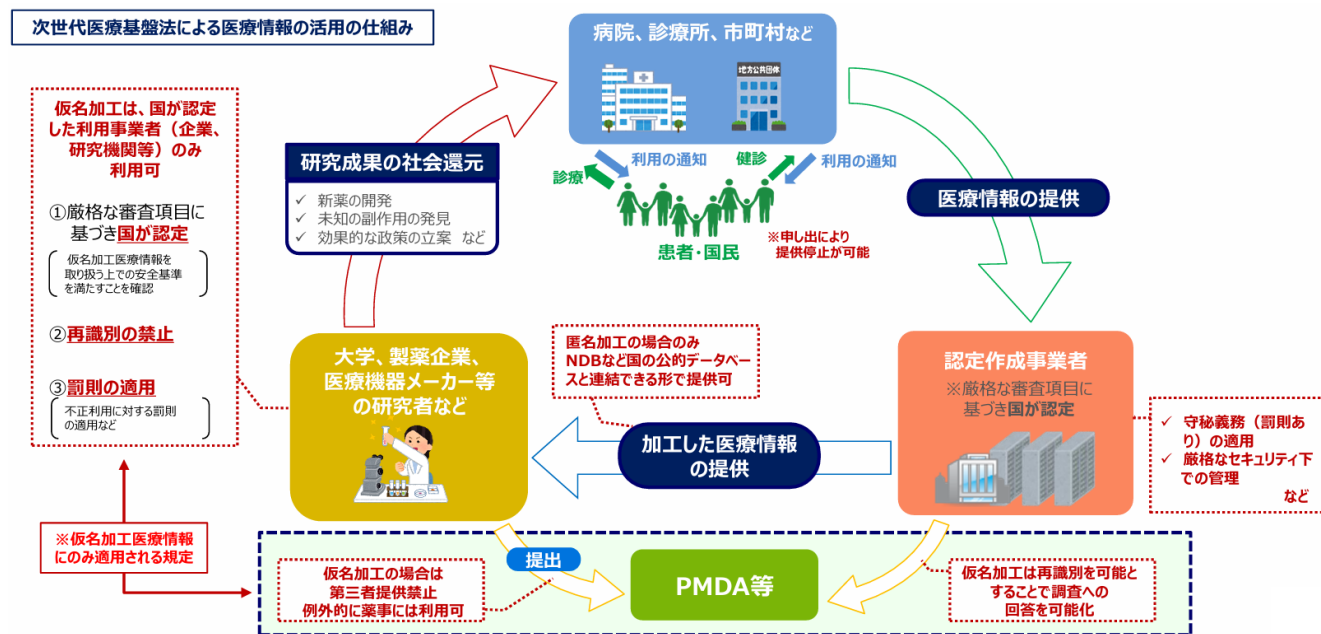 次世代医療基盤法による医療情報の活用の仕組み
病院、診療所、市町村など
地方公共団体
利用の通知
健診
利用の通知
診療
患者・国民
※申し出により
提供停止が可能
仮名加工は、国が認定
した利用事業者（企業、
研究機関等）のみ
利用可
①厳格な審査項目に
基づき国が認定
仮名加工医療情報を
取り扱う上での安全基準
を満たすことを確認
②再識別の禁止
③罰則の適用
不正利用に対する罰則
の適用など
研究成果の社会還元
✓ 新薬の開発
✓ 未知の副作用の発見
✓ 効果的な政策の立案 など
医療情報の提供
大学、製薬企業、
医療機器メーカー等
の研究者など
匿名加工の場合のみ
NDBなど国の公的データベー
スと連結できる形で提供可
加工した医療情報
の提供
認定作成事業者
※厳格な審査項目に
基づき国が認定
✓ 守秘義務（罰則あ
り）の適用
✓ 厳格なセキュリティ下
での管理
など
※仮名加工医療情報
にのみ適用される規定
提出
仮名加工の場合は
第三者提供禁止
例外的に薬事には利用可
PMDA等
仮名加工は再識別を可能と
することで調査への
回答を可能化